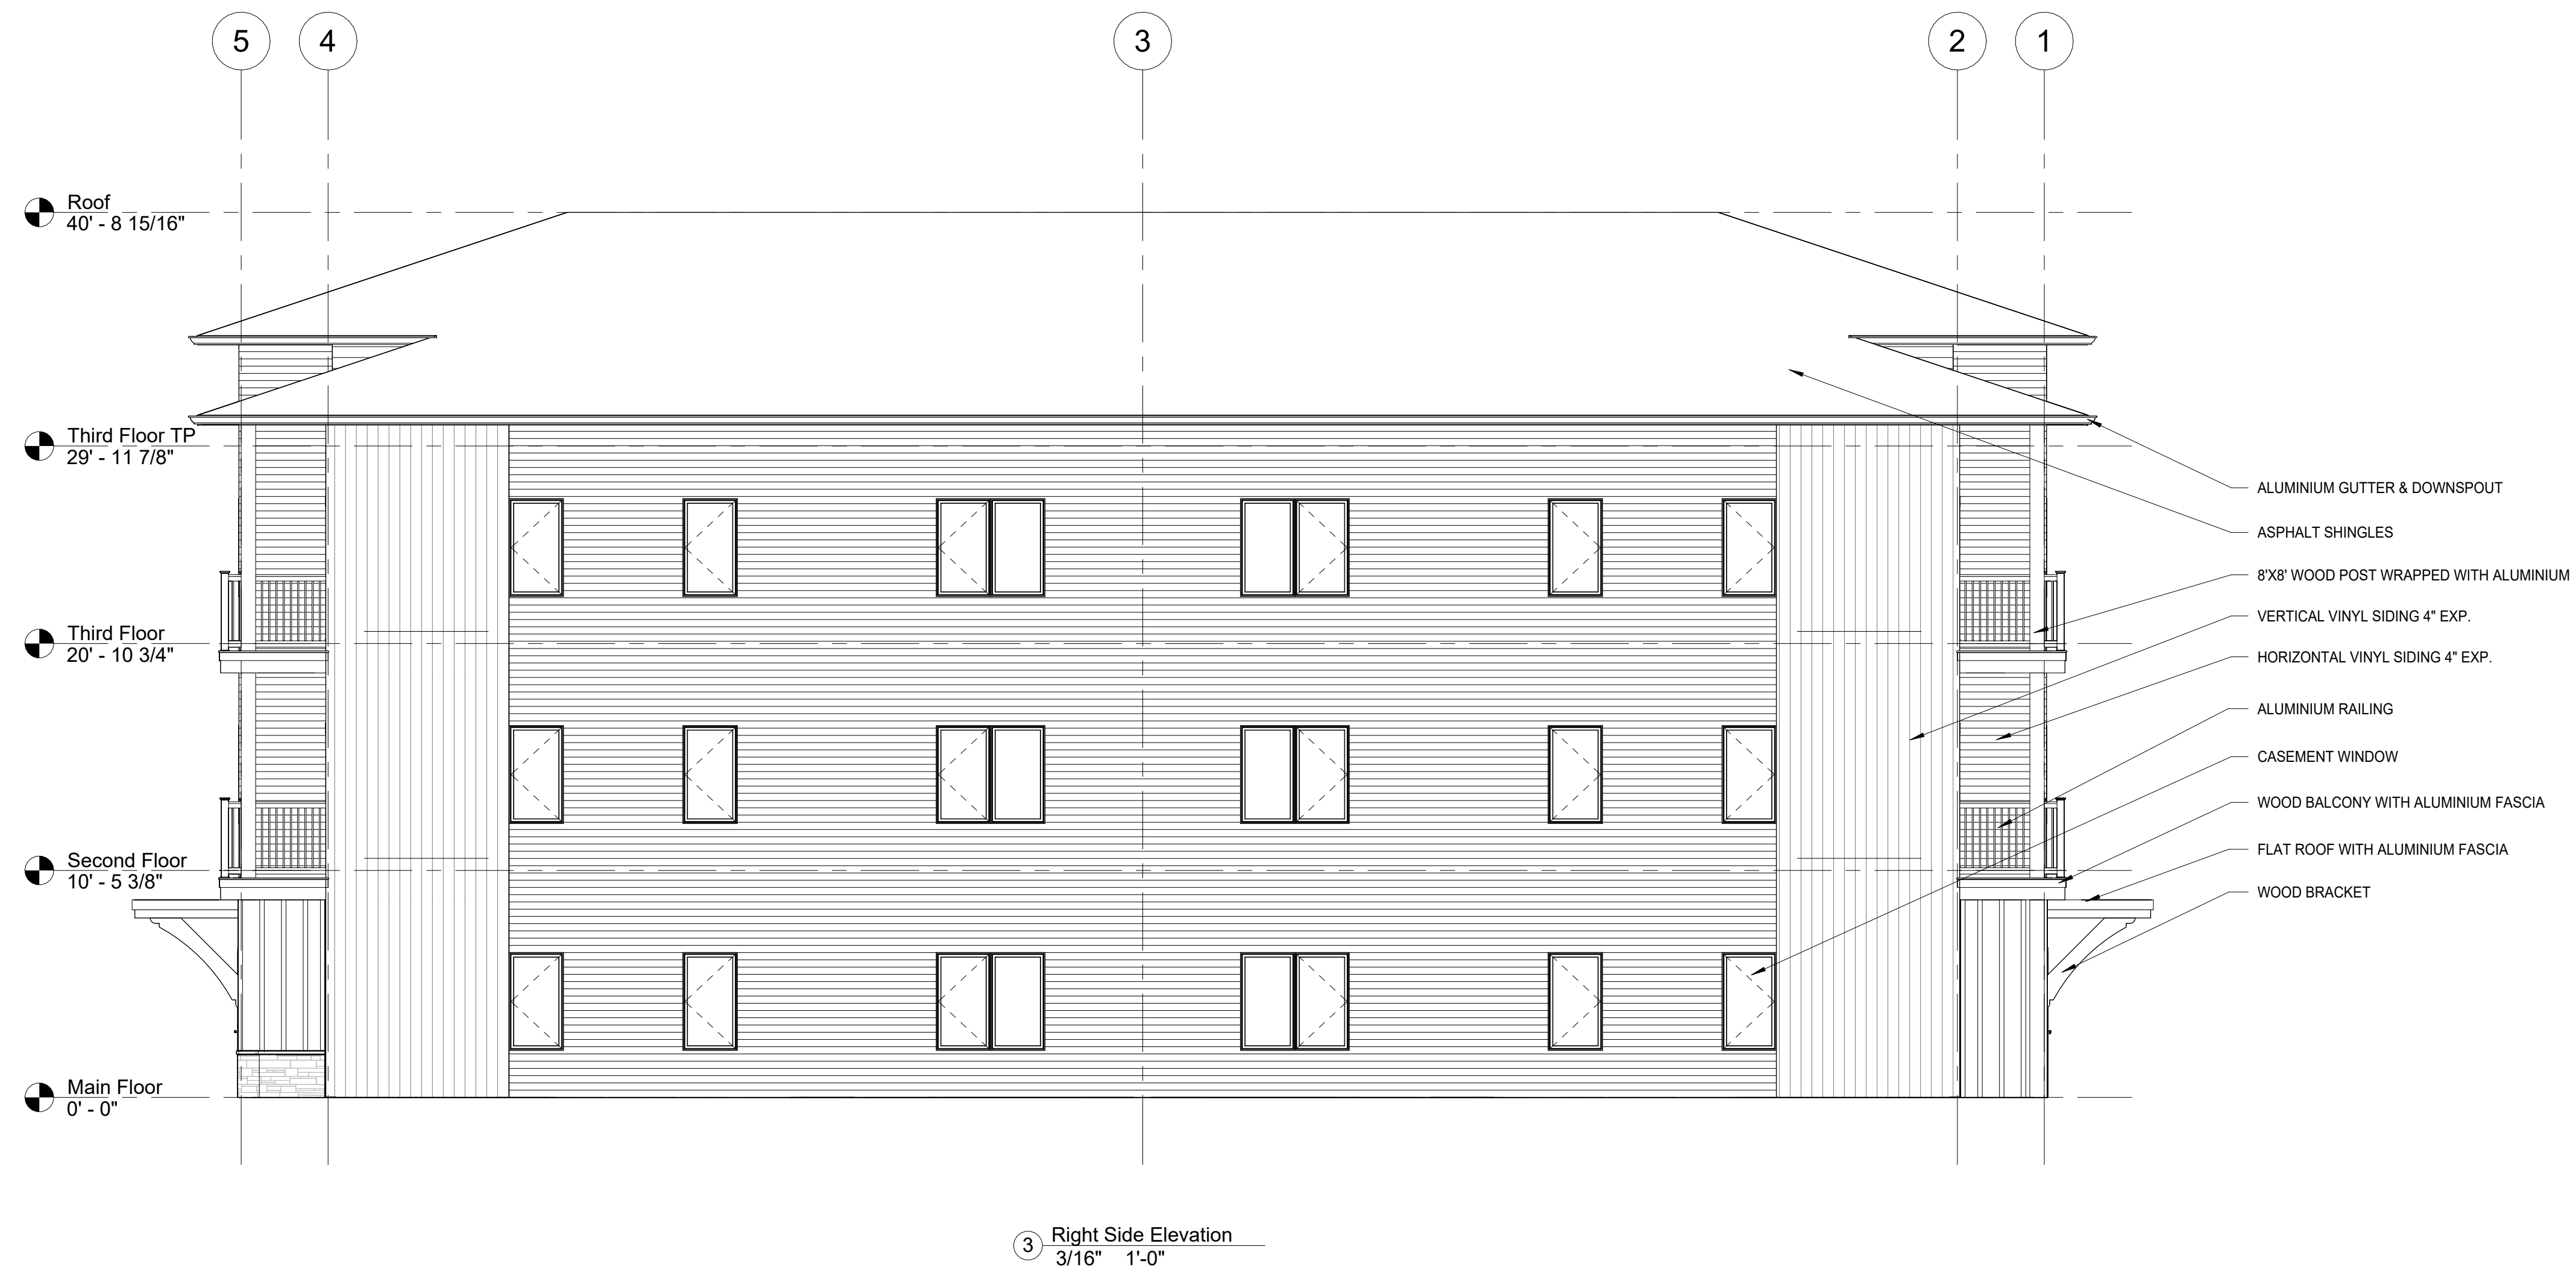 5 4 3 2 1
Roof
40' - 8 15/16"
Third Floor TP
29' - 11 7/8"
ALUMINIUM GUTTER & DOWNSPOUT
ASPHALT SHINGLES
8'X8' WOOD POST WRAPPED WITH ALUMINIUM
VERTICAL VINYL SIDING 4" EXP.
Third Floor
20' - 10 3/4"
HORIZONTAL VINYL SIDING 4" EXP.
ALUMINIUM RAILING
CASEMENT WINDOW
WOOD BALCONY WITH ALUMINIUM FASCIA
FLAT ROOF WITH ALUMINIUM FASCIA
Second Floor
10' - 5 3/8"
WOOD BRACKET
Main Floor
0' - 0"
3 Right Side Elevation
3/16" 1'-0"